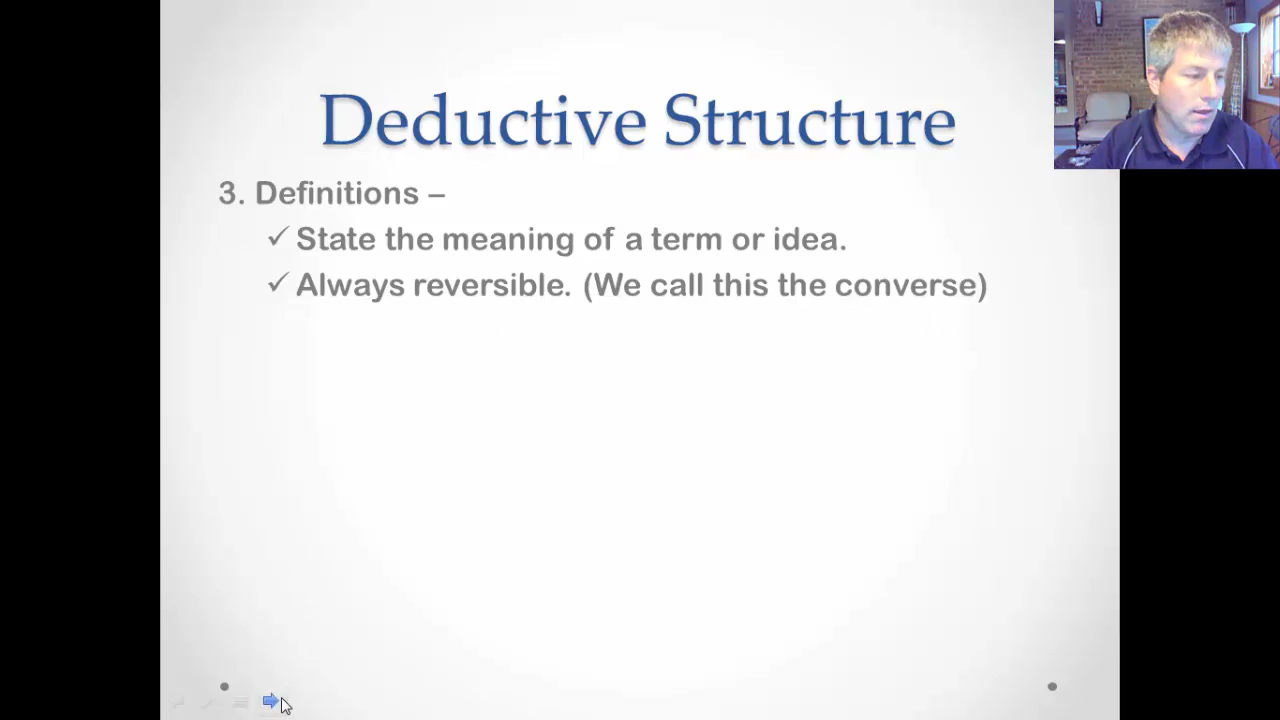 Deductive Structure
3. Definitions –
✓ State the meaning of a term or idea.
✓ Always reversible. (We call this the converse)